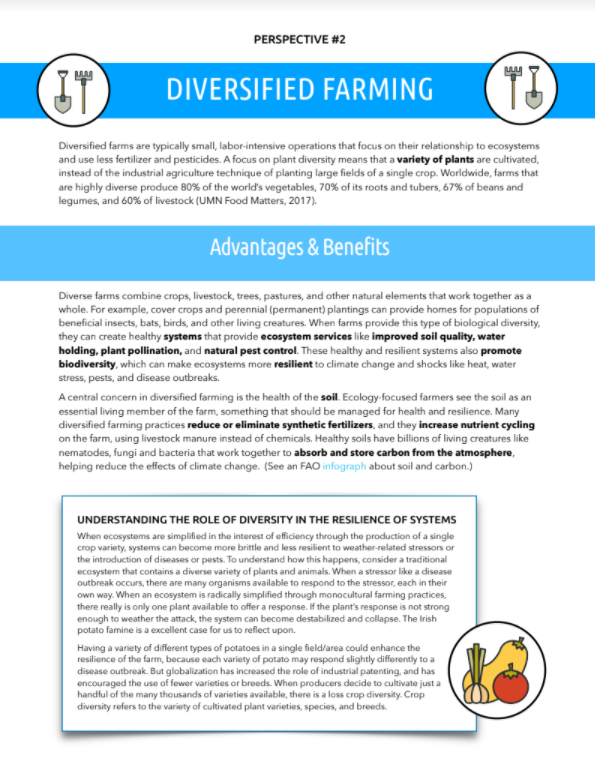 PERSPECTIVE #2
DIVERSIFIED FARMING
Diversified farms are typically small, labor-intensive operations that focus on their relationship to ecosystems
and use less fertilizer and pesticides. A focus on plant diversity means that a variety of plants are cultivated,
instead of the industrial agriculture technique of planting large fields of a single crop. Worldwide, farms that
are highly diverse produce 80% of the world's vegetables, 70% of its roots and tubers, 67% of beans and
legumes, and 60% of livestock (UMN Food Matters, 2017).
Advantages & Benefits
Diverse farms combine crops, livestock, trees, pastures, and other natural elements that work together as a
whole. For example, cover crops and perennial (permanent) plantings can provide homes for populations of
beneficial insects, bats, birds, and other living creatures. When farms provide this type of biological diversity,
they can create healthy systems that provide ecosystem services like improved soil quality, water
holding, plant pollination, and natural pest control. These healthy and resilient systems also promote
biodiversity, which can make ecosystems more resilient to climate change and shocks like heat, water
stress, pests, and disease outbreaks.
A central concern in diversified farming is the health of the soil. Ecology-focused farmers see the soil as an
essential living member of the farm, something that should be managed for health and resilience. Many
diversified farming practices reduce or eliminate synthetic fertilizers, and they increase nutrient cycling
on the farm, using livestock manure instead of chemicals. Healthy soils have billions of living creatures like
nematodes, fungi and bacteria that work together to absorb and store carbon from the atmosphere,
helping reduce the effects of climate change. (See an FAO infograph about soil and carbon.)
UNDERSTANDING THE ROLE OF DIVERSITY IN THE RESILIENCE OF SYSTEMS
When ecosystems are simplified in the interest of efficiency through the production of a single
crop variety, systems can become more brittle and less resilient to weather-related stressors or
the introduction of diseases or pests. To understand how this happens, consider a traditional
ecosystem that contains a diverse variety of plants and animals. When a stressor like a disease
outbreak occurs, there are many organisms available to respond to the stressor, each in their
own way. When an ecosystem is radically simplified through monocultural farming practices,
there really is only one plant available to offer a response. If the plant's response is not strong
enough to weather the attack, the system can become destabilized and collapse. The Irish
potato famine is a excellent case for us to reflect upon.
Having a variety of different types of potatoes in a single field/area could enhance the
resilience of the farm, because each variety of potato may respond slightly differently to a
disease outbreak. But globalization has increased the role of industrial patenting, and has
encouraged the use of fewer varieties or breeds. When producers decide to cultivate just a
handful of the many thousands of varieties available, there is a loss crop diversity. Crop
diversity refers to the variety of cultivated plant varieties, species, and breeds.